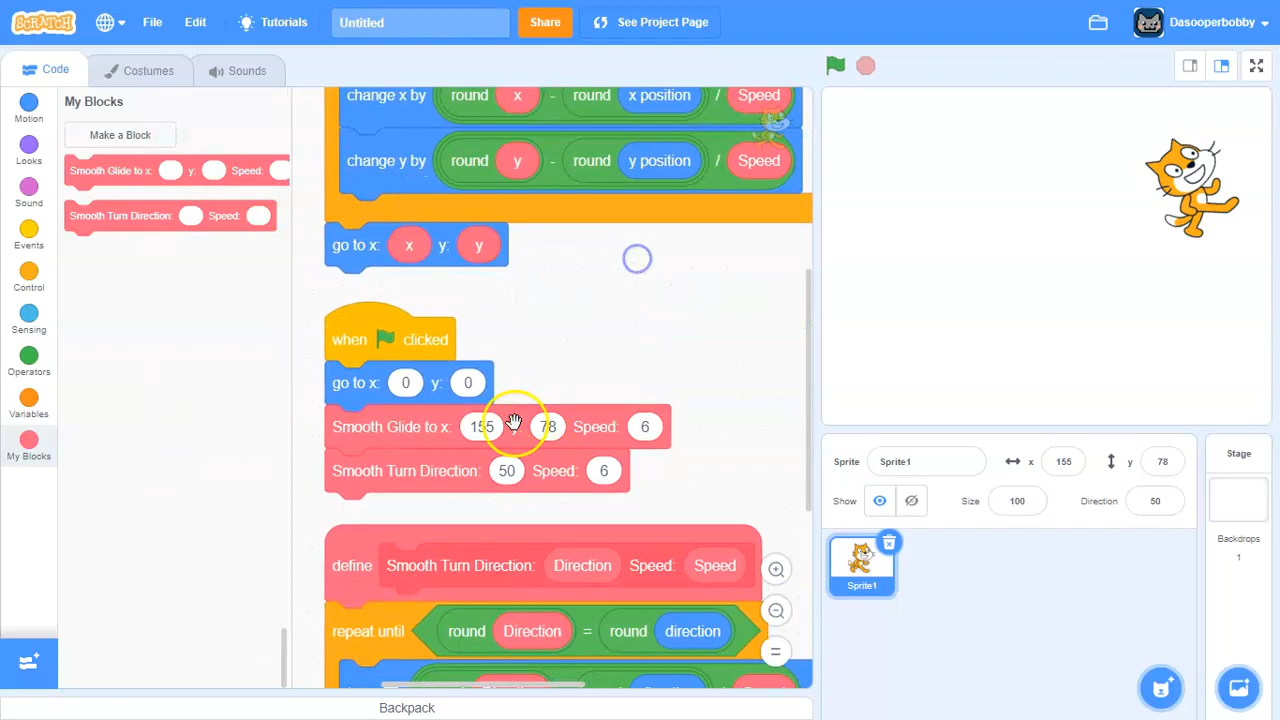 SCRATCH File Edit Tutorials Untitled Share See Project Page Dasooperbobby
Code Costumes Sounds
My Blocks
Make a Block
Smooth Glide to x: y: Speed:
Smooth Turn Direction: Speed:
Motion
Looks
Sound
Events
Control
Sensing
Operators
Variables
My Blocks
change x by round x - round x position / Speed
change y by round y - round y position / Speed
go to x: x y: y
when clicked
go to x: 0 y: 0
Smooth Glide to x: 155 y: 78 Speed: 6
Smooth Turn Direction: 50 Speed: 6
define Smooth Turn Direction: Direction Speed: Speed
repeat until round Direction = round direction
Backpack
Sprite Sprite1 x 155 y 78
Show Size 100 Direction 50
Sprite1
Stage
Backdrops
1